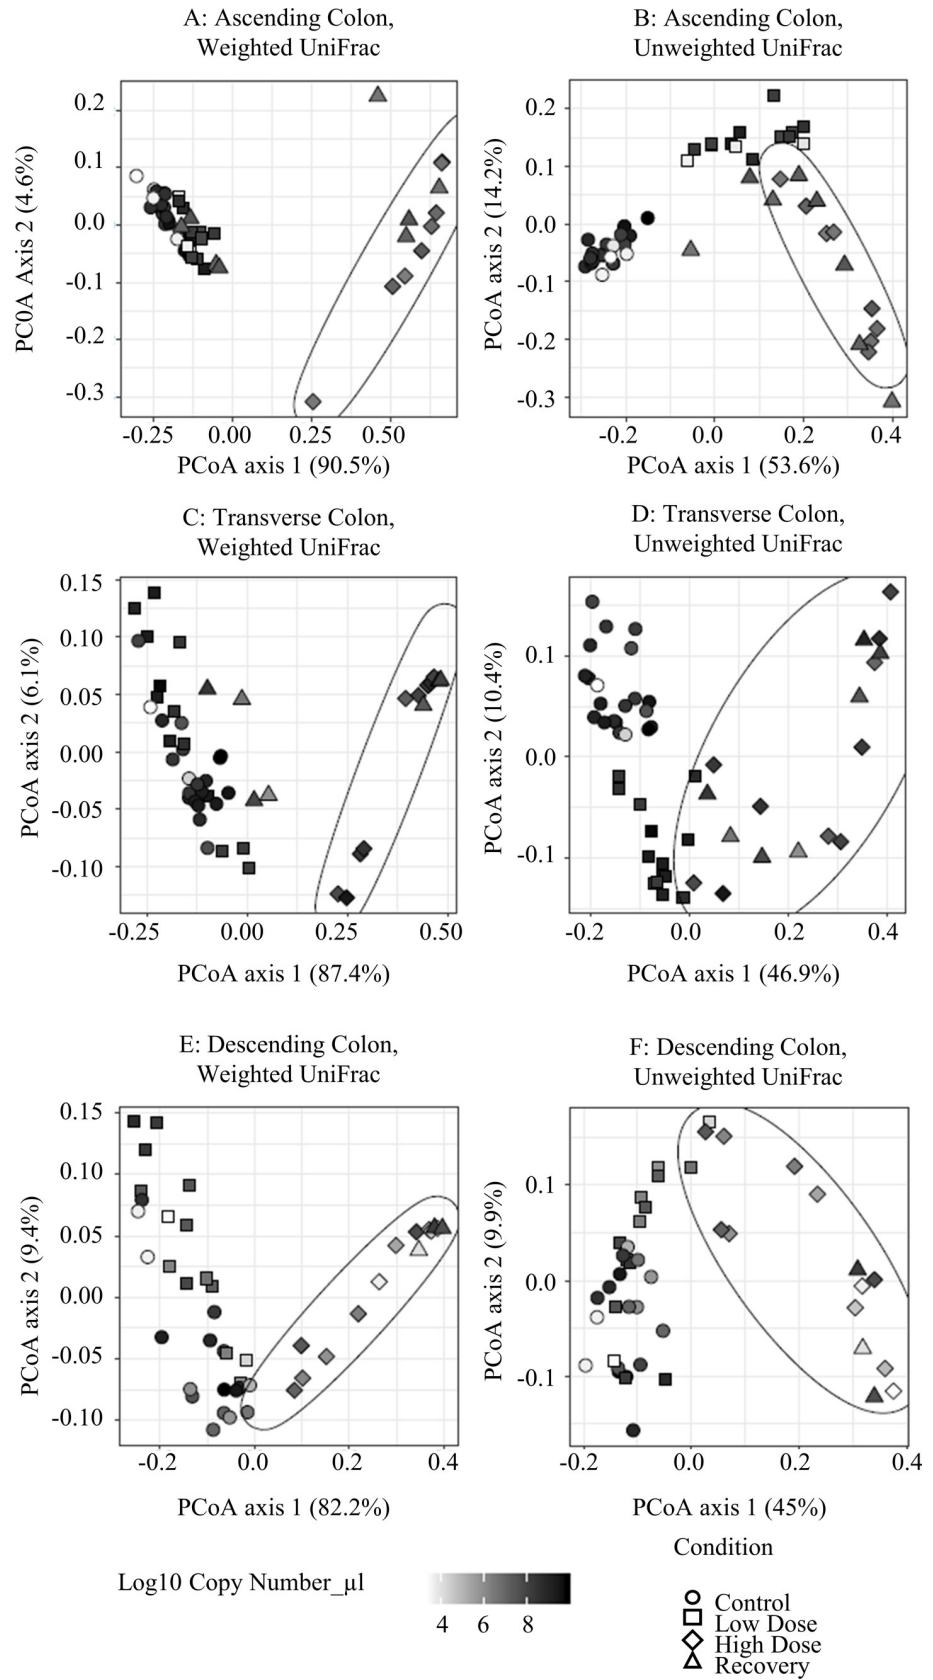 A: Ascending Colon,
Weighted UniFrac
B: Ascending Colon,
Unweighted UniFrac
0.2
0.1
0.0
-0.1
-0.2
-0.3
PC0A Axis 2 (4.6%)
-0.25 0.00 0.25 0.50
PCoA axis 1 (90.5%)
0.2
0.1
0.0
-0.1
-0.2
-0.3
PCoA axis 2 (14.2%)
-0.2 0.0 0.2 0.4
PCoA axis 1 (53.6%)
C: Transverse Colon,
Weighted UniFrac
D: Transverse Colon,
Unweighted UniFrac
0.15
0.10
0.05
0.00
-0.05
-0.10
PCoA axis 2 (6.1%)
-0.25 0.00 0.25 0.50
PCoA axis 1 (87.4%)
0.1
0.0
-0.1
PCoA axis 2 (10.4%)
-0.2 0.0 0.2 0.4
PCoA axis 1 (46.9%)
E: Descending Colon,
Weighted UniFrac
F: Descending Colon,
Unweighted UniFrac
0.15
0.10
0.05
0.00
-0.05
-0.10
PCoA axis 2 (9.4%)
-0.2 0.0 0.2 0.4
PCoA axis 1 (82.2%)
0.1
0.0
-0.1
PCoA axis 2 (9.9%)
-0.2 0.0 0.2 0.4
PCoA axis 1 (45%)
Log10 Copy Number_µl
4 6 8
Condition
Control
Low Dose
High Dose
Recovery